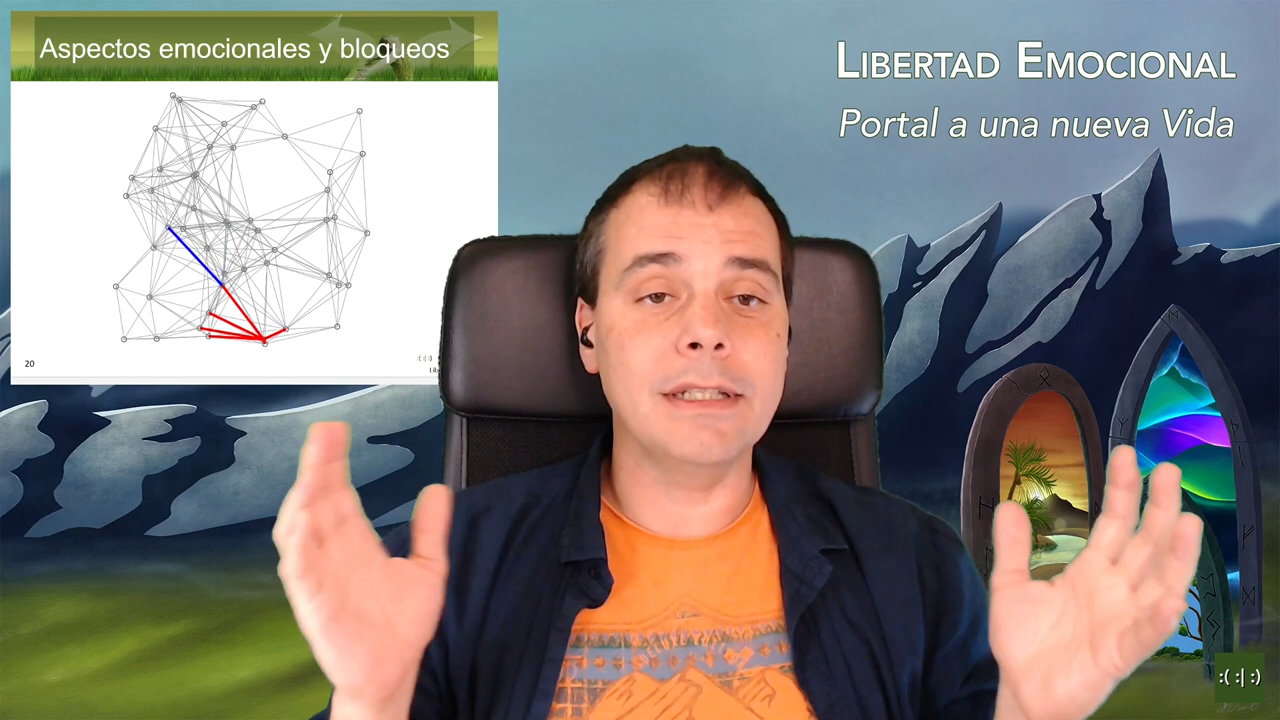 Aspectos emocionales y bloqueos
20
LIBERTAD EMOCIONAL
Portal a una nueva Vida
:( :| :)